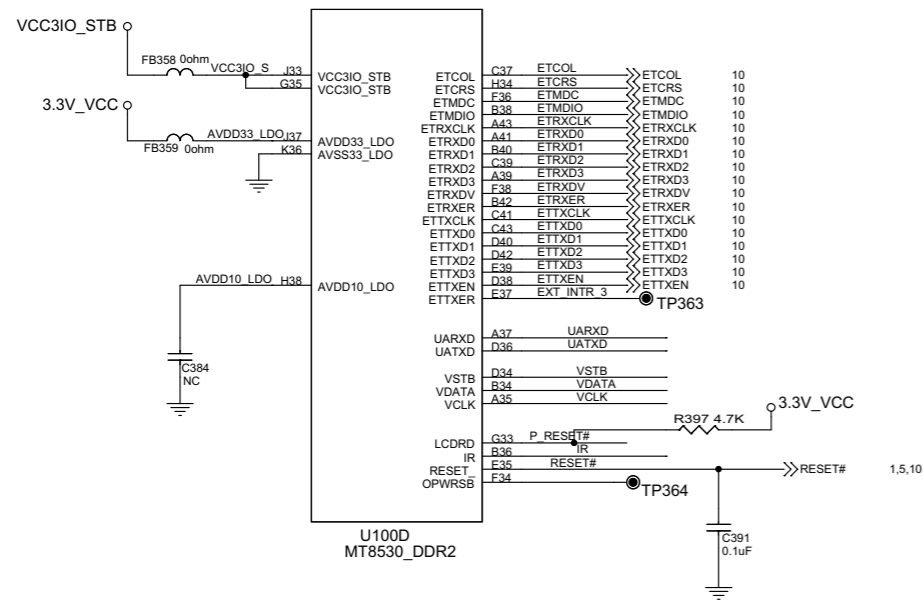 VCC3IO_STB
FB358 0ohm VCC3IO_S J33 VCC3IO_STB
G35 VCC3IO_STB
3.3V_VCC
FB359 0ohm AVDD33_LDO J37 AVDD33_LDO
K36 AVSS33_LDO
AVDD10_LDO H38 AVDD10_LDO
C384
NC
ETCOL C37 ETCOL ETCOL 10
ETCRS H34 ETCRS ETCRS 10
ETMDC F36 ETMDC ETMDC 10
ETMDIO B38 ETMDIO ETMDIO 10
ETRXCLK A43 ETRXCLK ETRXCLK 10
ETRXD0 A41 ETRXD0 ETRXD0 10
ETRXD1 B40 ETRXD1 ETRXD1 10
ETRXD2 C39 ETRXD2 ETRXD2 10
ETRXD3 A39 ETRXD3 ETRXD3 10
ETRXDV F38 ETRXDV ETRXDV 10
ETRXER B42 ETRXER ETRXER 10
ETTXCLK C41 ETTXCLK ETTXCLK 10
ETTXD0 C43 ETTXD0 ETTXD0 10
ETTXD1 D40 ETTXD1 ETTXD1 10
ETTXD2 D42 ETTXD2 ETTXD2 10
ETTXD3 E39 ETTXD3 ETTXD3 10
ETTXEN D38 ETTXEN ETTXEN 10
ETTXER E37 EXT_INTR_3 TP363
UARXD A37 UARXD
UATXD D36 UATXD
VSTB D34 VSTB
VDATA B34 VDATA
VCLK A35 VCLK
R397 4.7K 3.3V_VCC
LCDRD G33 P_RESET#
IR B36 IR
RESET_ E35 RESET# RESET# 1,5,10
OPWRSB F34 TP364
C391
0.1uF
U100D
MT8530_DDR2